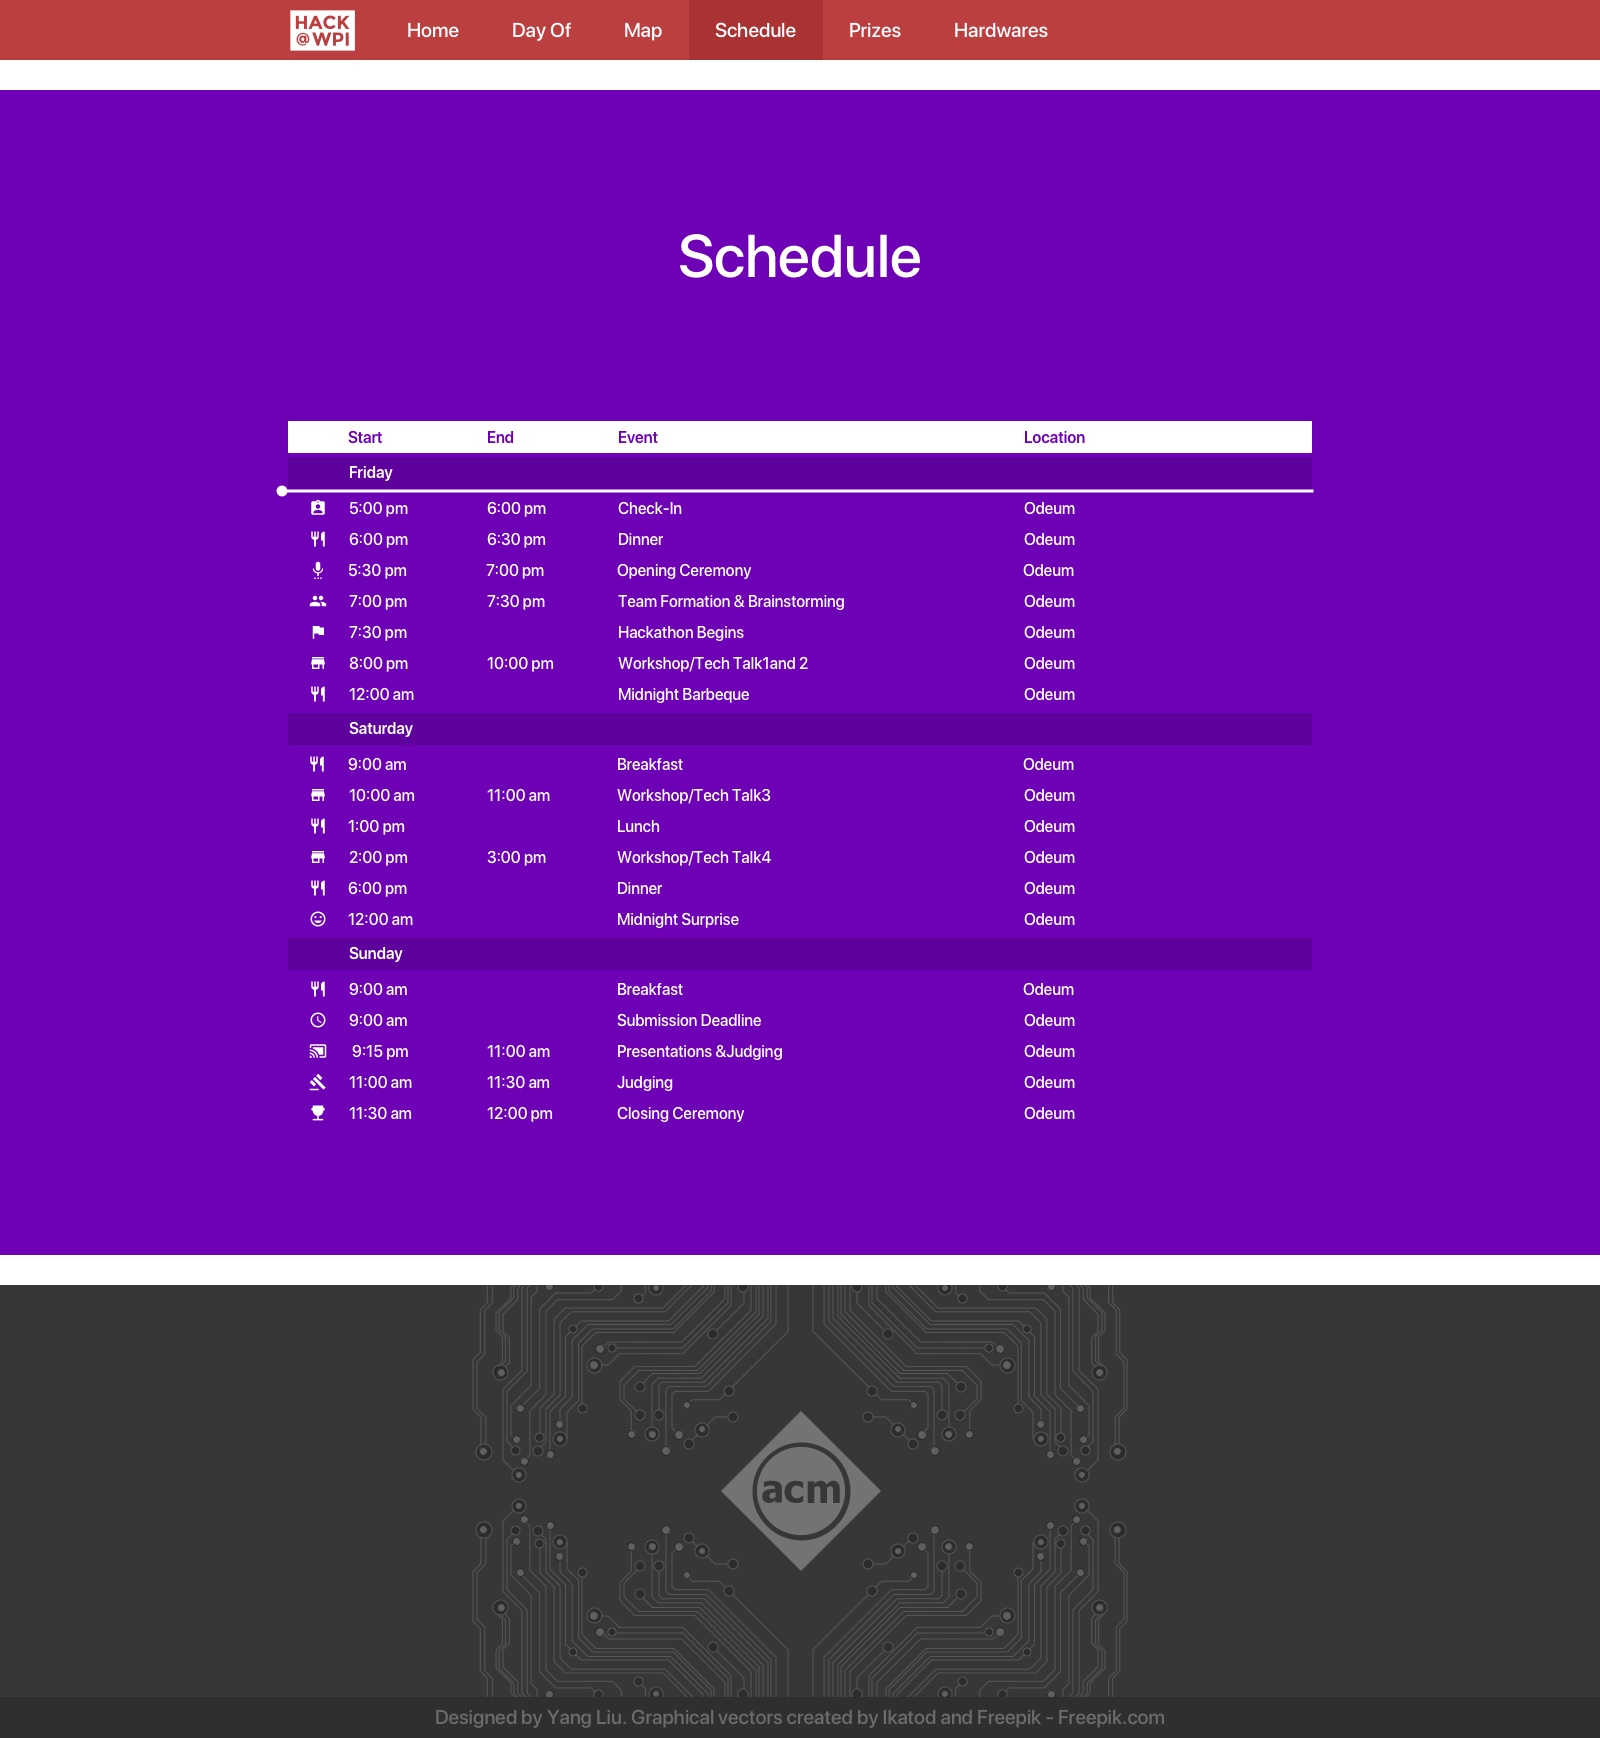 HACK
@WPI
Home Day Of Map Schedule Prizes Hardwares
Schedule
Start End Event Location
Friday
5:00 pm 6:00 pm Check-In Odeum
6:00 pm 6:30 pm Dinner Odeum
5:30 pm 7:00 pm Opening Ceremony Odeum
7:00 pm 7:30 pm Team Formation & Brainstorming Odeum
7:30 pm Hackathon Begins Odeum
8:00 pm 10:00 pm Workshop/Tech Talk1and 2 Odeum
12:00 am Midnight Barbeque Odeum
Saturday
9:00 am Breakfast Odeum
10:00 am 11:00 am Workshop/Tech Talk3 Odeum
1:00 pm Lunch Odeum
2:00 pm 3:00 pm Workshop/Tech Talk4 Odeum
6:00 pm Dinner Odeum
12:00 am Midnight Surprise Odeum
Sunday
9:00 am Breakfast Odeum
9:00 am Submission Deadline Odeum
9:15 pm 11:00 am Presentations &Judging Odeum
11:00 am 11:30 am Judging Odeum
11:30 am 12:00 pm Closing Ceremony Odeum
acm
Designed by Yang Liu. Graphical vectors created by Ikatod and Freepik - Freepik.com